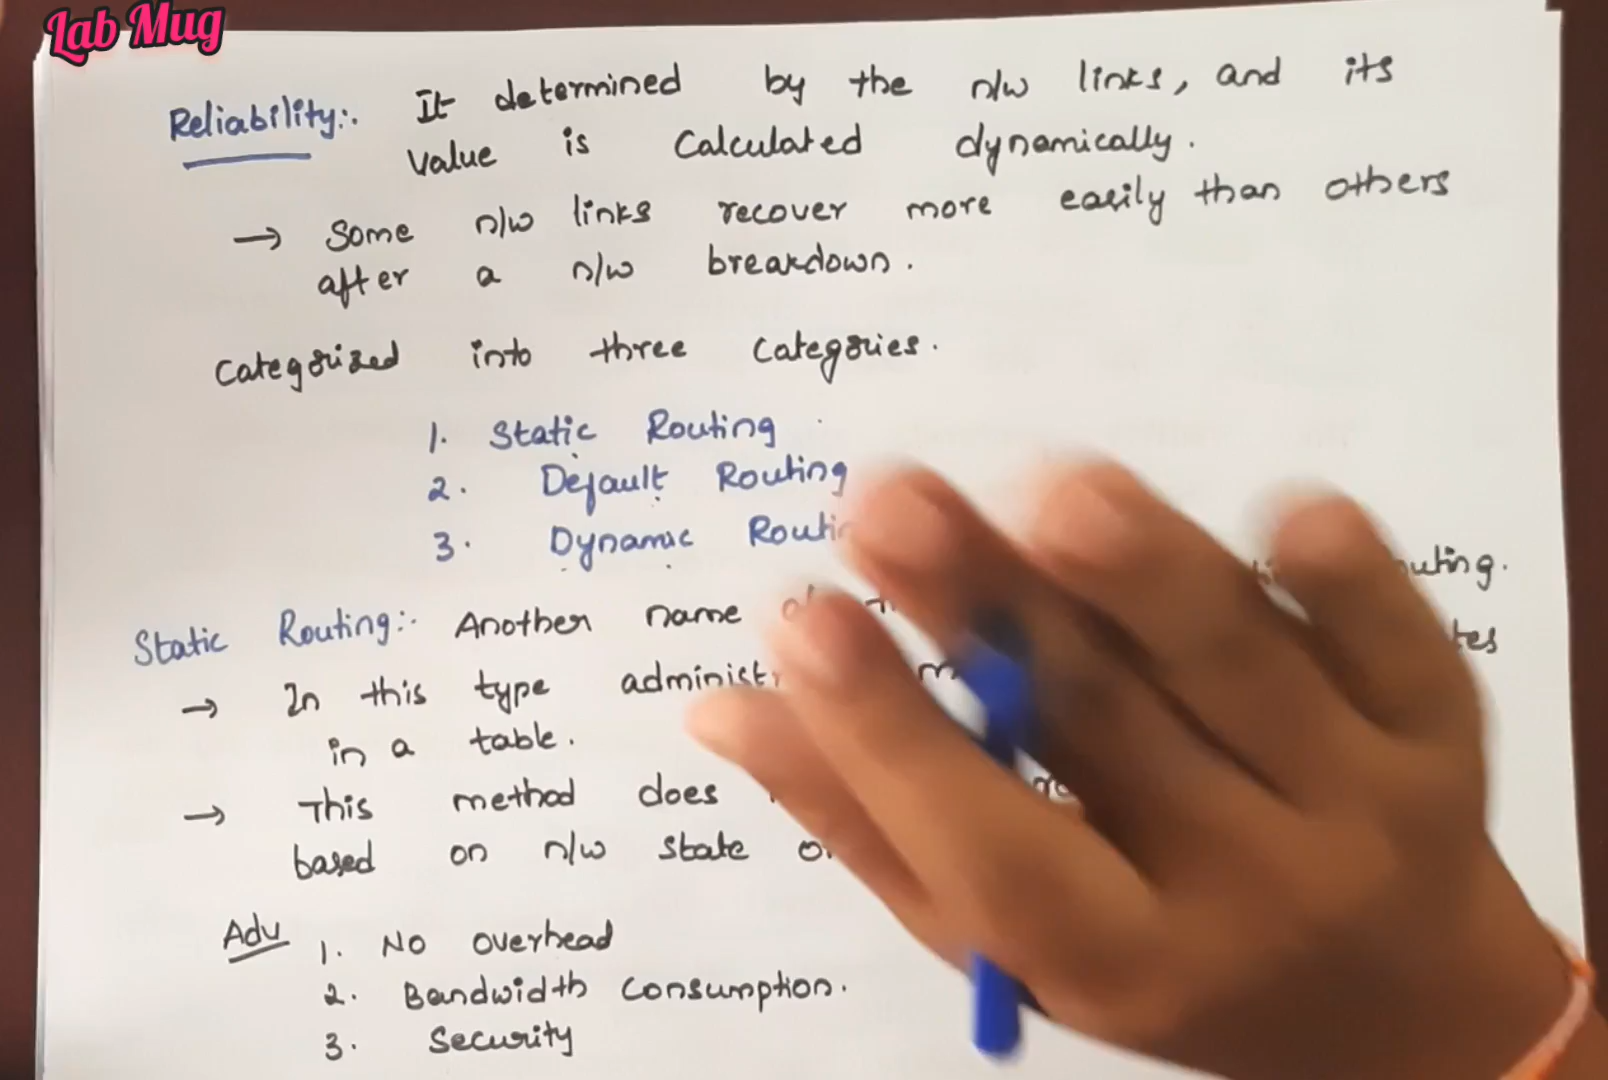 Lab Mug
Reliability:. It determined by the n/w links, and its
value is calculated dynamically.
→ Some n/w links recover more easily than others
after a n/w breakdown.
Categorized into three categories.
1. Static Routing
2. Default Routing
3. Dynamic
Static Routing:. Another name
→ In this type
in a table.
→ This method does
based on n/w state
Adv 1. No overhead
2. Bandwidth consumption.
3. Security